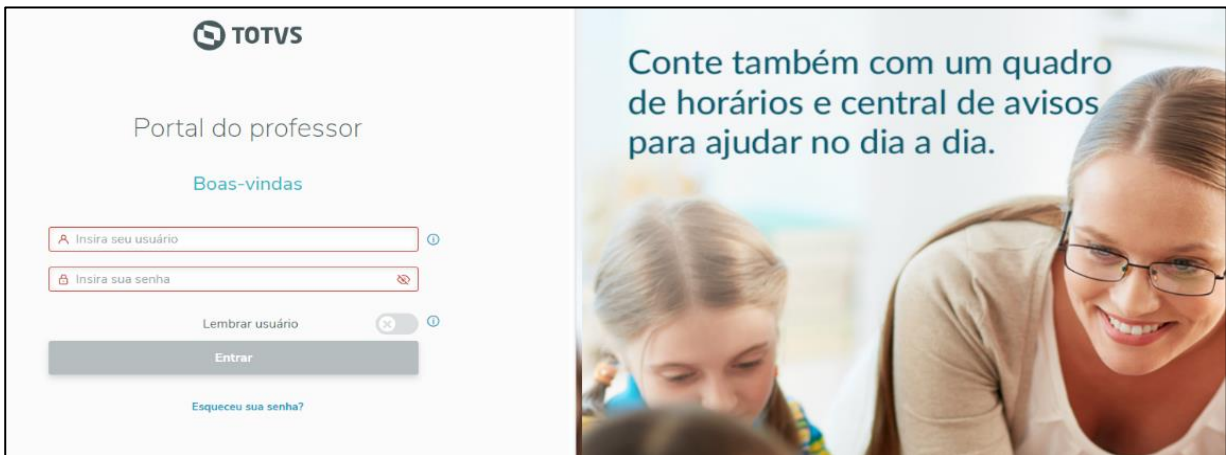 TOTVS
Portal do professor
Boas-vindas
Insira seu usuário
Insira sua senha
Lembrar usuário
Entrar
Esqueceu sua senha?
Conte também com um quadro
de horários e central de avisos
para ajudar no dia a dia.